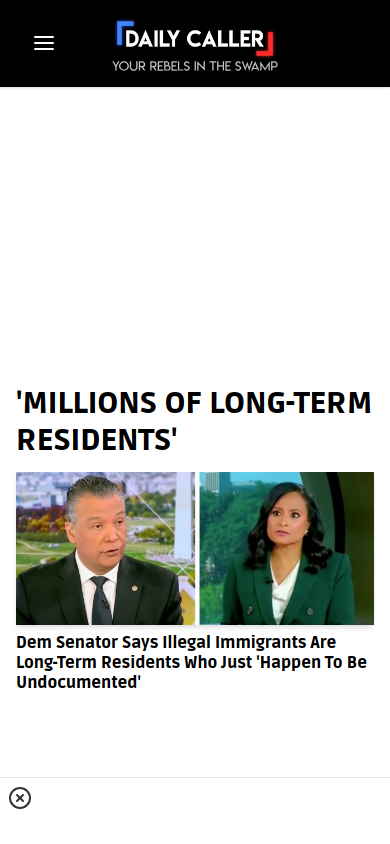 DAILY CALLER
YOUR REBELS IN THE SWAMP
'MILLIONS OF LONG-TERM
RESIDENTS'
Dem Senator Says Illegal Immigrants Are
Long-Term Residents Who Just 'Happen To Be
Undocumented'